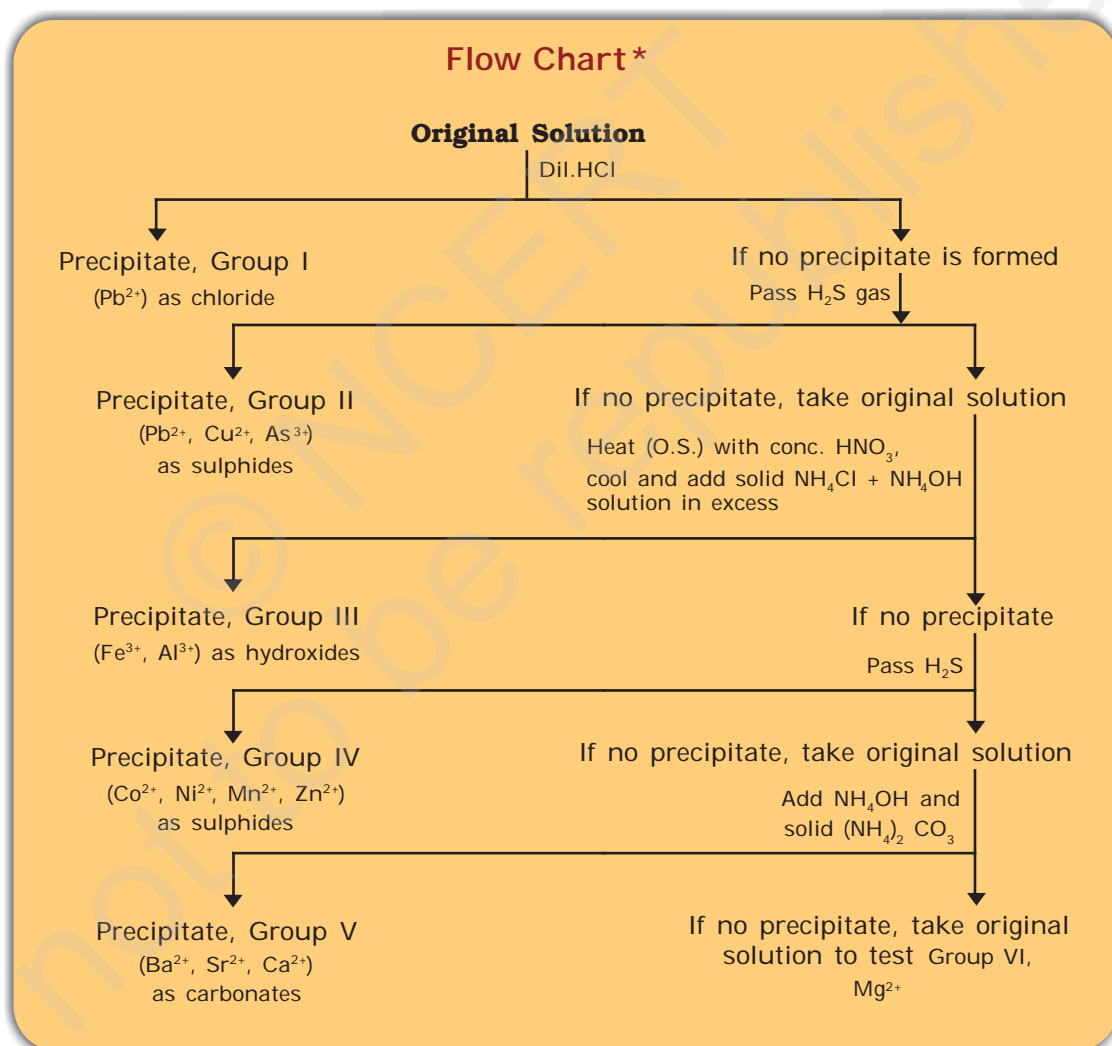 Flow Chart*
Original Solution
Dil.HCl
Precipitate, Group I
(Pb²⁺) as chloride
If no precipitate is formed
Pass H₂S gas
Precipitate, Group II
(Pb²⁺, Cu²⁺, As³⁺)
as sulphides
If no precipitate, take original solution
Heat (O.S.) with conc. HNO₃,
cool and add solid NH₄Cl + NH₄OH
solution in excess
Precipitate, Group III
(Fe³⁺, Al³⁺) as hydroxides
If no precipitate
Pass H₂S
Precipitate, Group IV
(Co²⁺, Ni²⁺, Mn²⁺, Zn²⁺)
as sulphides
If no precipitate, take original solution
Add NH₄OH and
solid (NH₄)₂ CO₃
Precipitate, Group V
(Ba²⁺, Sr²⁺, Ca²⁺)
as carbonates
If no precipitate, take original
solution to test Group VI,
Mg²⁺
© NCERT
not to be republishe